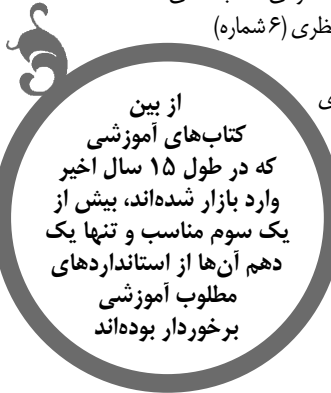 نظری (۶ شماره)
از بین
کتاب‌های آموزشی
که در طول ۱۵ سال اخیر
وارد بازار شده‌اند، بیش از
یک سوم مناسب و تنها یک
دهم آن‌ها از استانداردهای
مطلوب آموزشی
برخوردار بوده‌اند